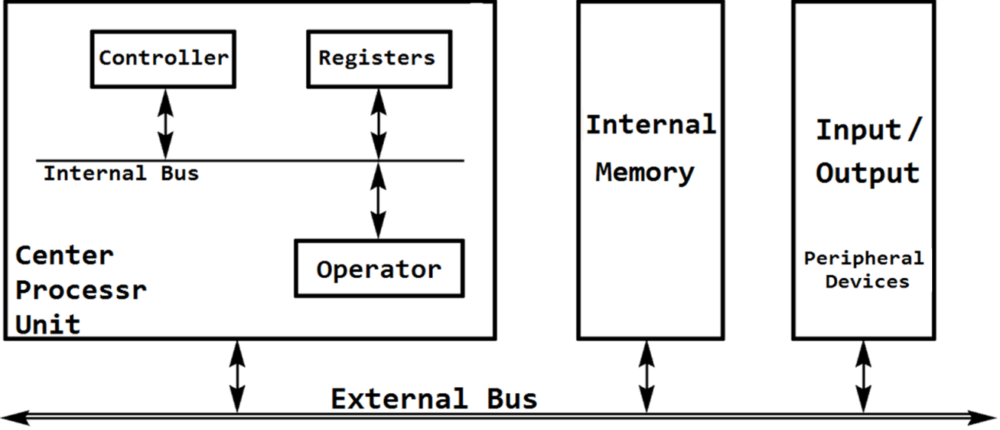 Controller
Registers
Internal Bus
Operator
Center
Processr
Unit
Internal
Memory
Input/
Output
Peripheral
Devices
External Bus